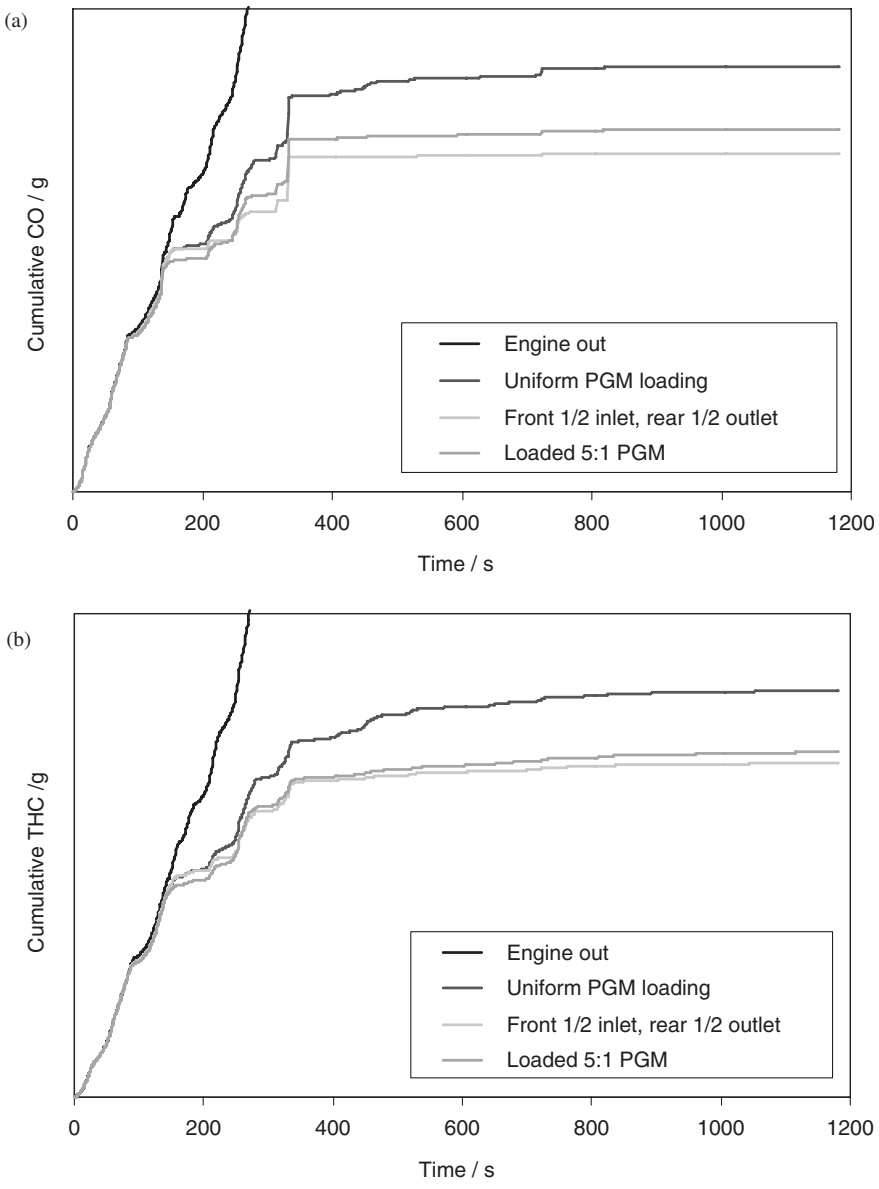 (a)
Cumulative CO / g
Engine out
Uniform PGM loading
Front 1/2 inlet, rear 1/2 outlet
Loaded 5:1 PGM
0 200 400 600 800 1000 1200
Time / s
(b)
Cumulative THC /g
Engine out
Uniform PGM loading
Front 1/2 inlet, rear 1/2 outlet
Loaded 5:1 PGM
0 200 400 600 800 1000 1200
Time / s